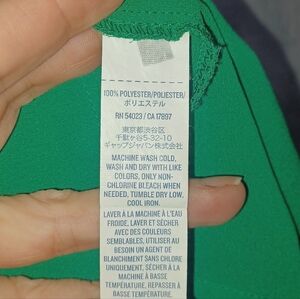 100% POLYESTER/POLIESTER/
ポリエステル
RN 54023 / CA 17897
東京都渋谷区
千駄ヶ谷5-32-10
ギャップジャパン株式会社
MACHINE WASH COLD,
WASH AND DRY WITH LIKE
COLORS, ONLY NON-
CHLORINE BLEACH WHEN
NEEDED, TUMBLE DRY LOW,
COOL IRON.
LAVER À LA MACHINE À L'EAU
FROIDE, LAVER ET SÉCHER
AVEC DES COULEURS
SEMBLABLES, UTILISER AU
BESOIN UN AGENT DE
BLANCHIMENT SANS CHLORE
UNIQUEMENT, SÉCHER À LA
MACHINE À BASSE
TEMPÉRATURE, REPASSER À
BASSE TEMPÉRATURE.